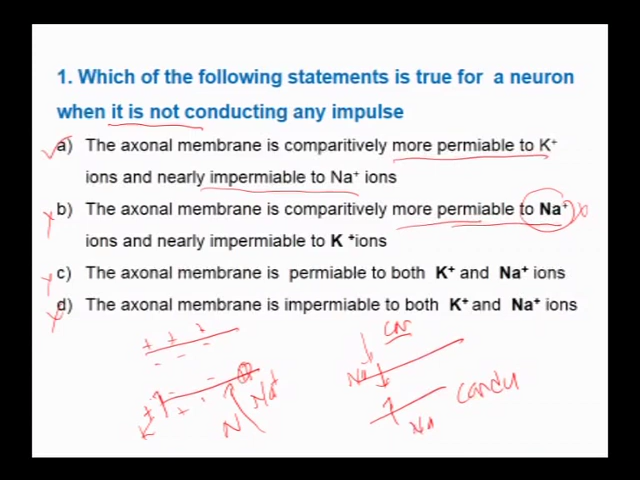 1. Which of the following statements is true for a neuron
when it is not conducting any impulse
a) The axonal membrane is comparitively more permiable to K⁺
ions and nearly impermiable to Na⁺ ions
b) The axonal membrane is comparitively more permiable to Na⁺
ions and nearly impermiable to K ⁺ions
c) The axonal membrane is permiable to both K⁺ and Na⁺ ions
d) The axonal membrane is impermiable to both K⁺ and Na⁺ ions
+ + +
- - -
Na⁺
K N Na⁺
condu
Na